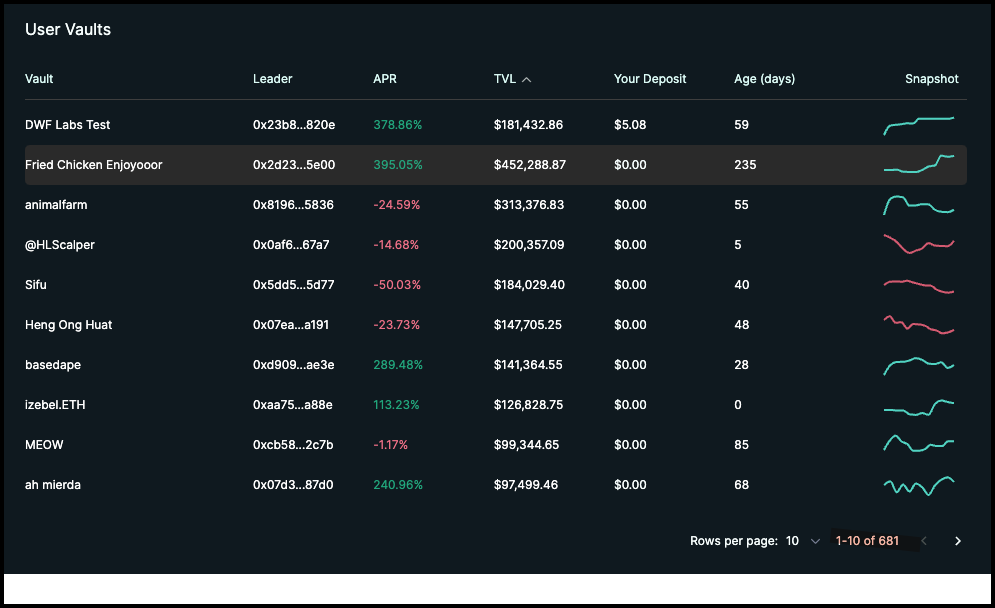 User Vaults
Vault Leader APR TVL Your Deposit Age (days) Snapshot
DWF Labs Test 0x23b8...820e 378.86% $181,432.86 $5.08 59
Fried Chicken Enjoyooor 0x2d23...5e00 395.05% $452,288.87 $0.00 235
animalfarm 0x8196...5836 -24.59% $313,376.83 $0.00 55
@HLScalper 0x0af6...67a7 -14.68% $200,357.09 $0.00 5
Sifu 0x5dd5...5d77 -50.03% $184,029.40 $0.00 40
Heng Ong Huat 0x07ea...a191 -23.73% $147,705.25 $0.00 48
basedape 0xd909...ae3e 289.48% $141,364.55 $0.00 28
izebel.ETH 0xaa75...a88e 113.23% $126,828.75 $0.00 0
MEOW 0xcb58...2c7b -1.17% $99,344.65 $0.00 85
ah mierda 0x07d3...87d0 240.96% $97,499.46 $0.00 68
Rows per page: 10 1-10 of 681